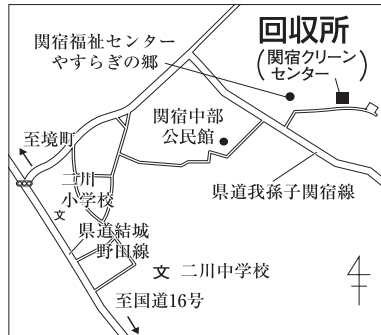 回収所
(関宿クリーン
センター)
関宿福祉センター
やすらぎの郷
関宿中部
公民館
至境町
二川
小学校
文
県道我孫子関宿線
県道結城
野田線
文 二川中学校
至国道16号